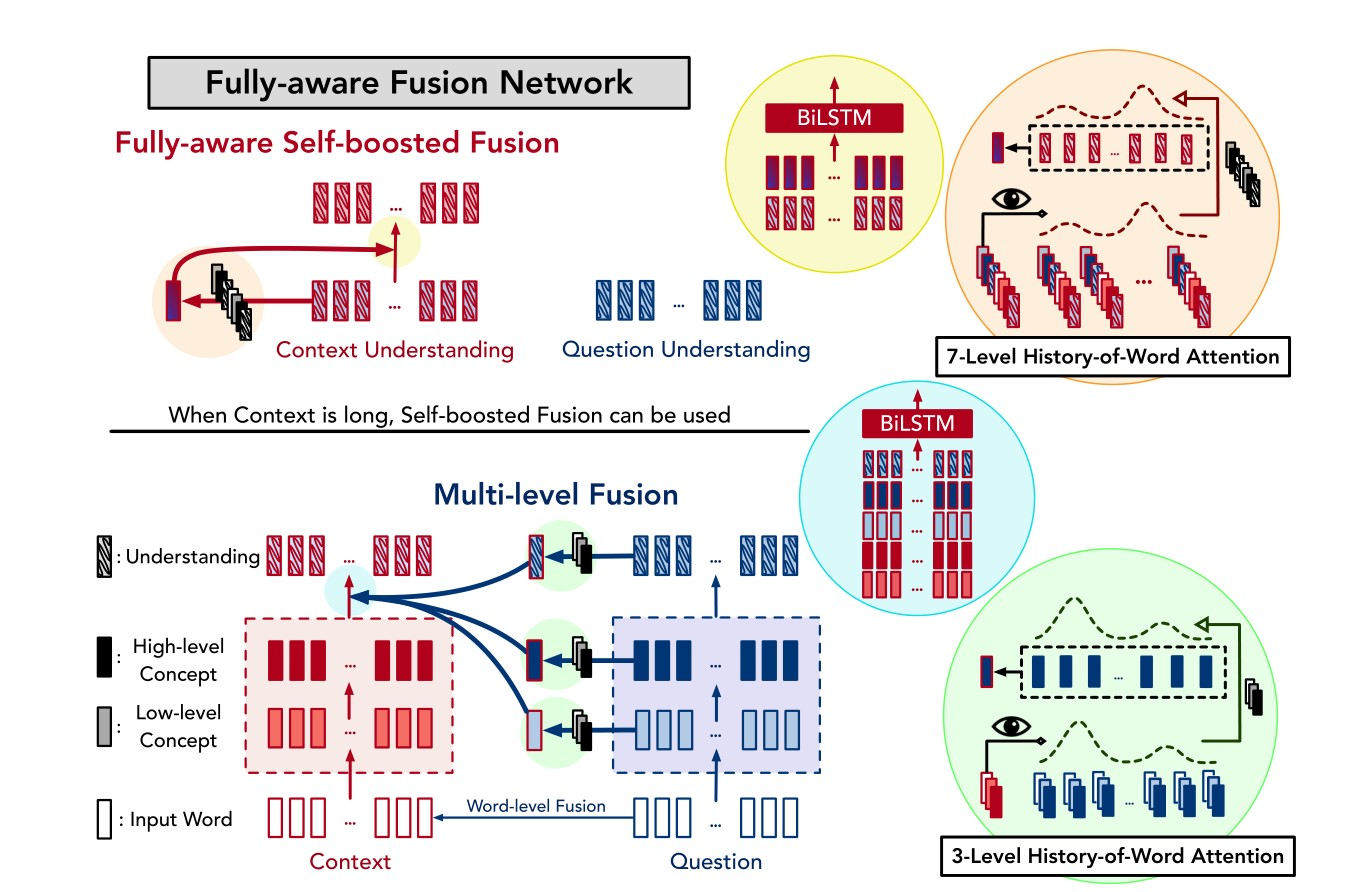 Fully-aware Fusion Network
Fully-aware Self-boosted Fusion
...
...
Context Understanding
...
Question Understanding
When Context is long, Self-boosted Fusion can be used
BiLSTM
...
...
...
...
7-Level History-of-Word Attention
BiLSTM
...
...
...
...
...
Multi-level Fusion
: Understanding
...
...
: High-level
Concept
...
...
: Low-level
Concept
...
...
: Input Word
...
Word-level Fusion
...
Context
Question
...
...
3-Level History-of-Word Attention